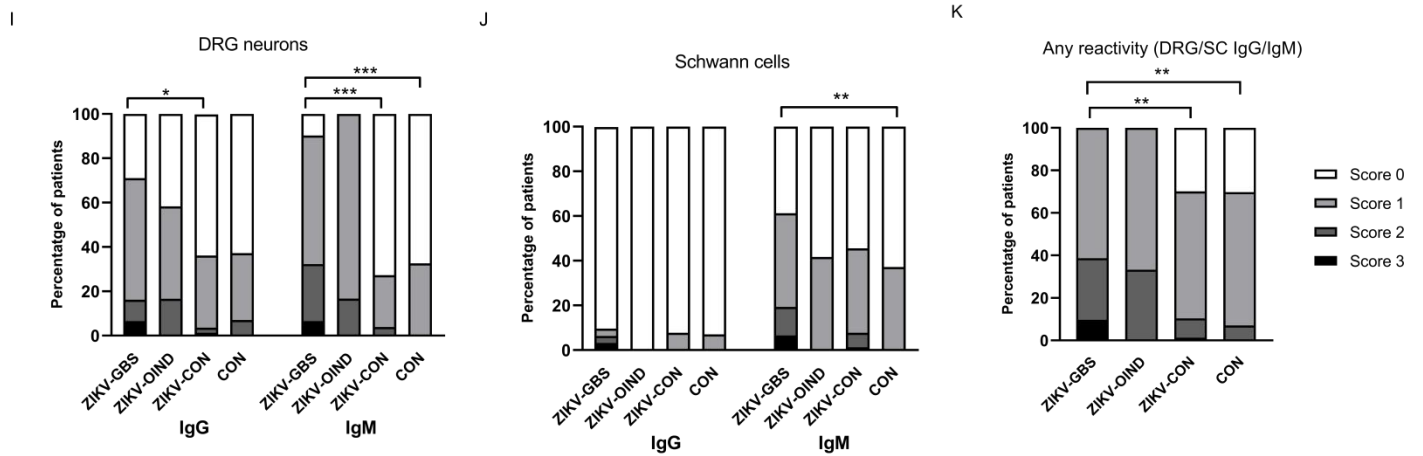 I
DRG neurons
*
***
***
Percentatge of patients
100
80
60
40
20
0
ZIKV-GBS
ZIKV-OIND
ZIKV-CON
CON
ZIKV-GBS
ZIKV-OIND
ZIKV-CON
CON
IgG
IgM
J
Schwann cells
**
Percentatge of patients
100
80
60
40
20
0
ZIKV-GBS
ZIKV-OIND
ZIKV-CON
CON
ZIKV-GBS
ZIKV-OIND
ZIKV-CON
CON
IgG
IgM
K
Any reactivity (DRG/SC IgG/IgM)
**
**
Percentatge of patients
100
80
60
40
20
0
ZIKV-GBS
ZIKV-OIND
ZIKV-CON
CON
Score 0
Score 1
Score 2
Score 3